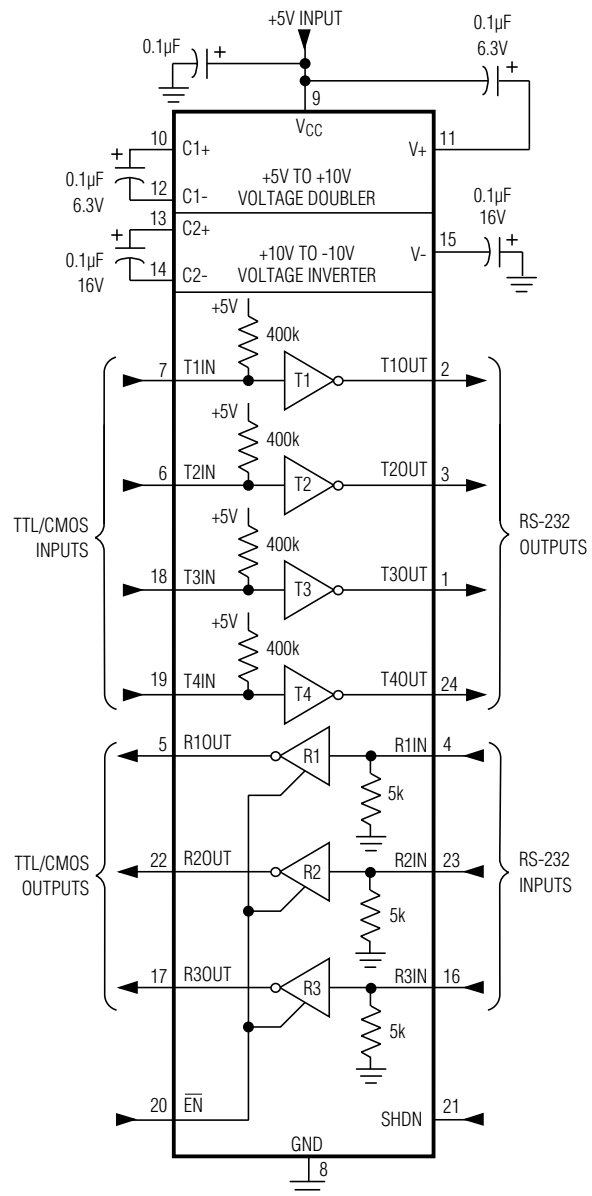 +5V INPUT
0.1µF
0.1µF
6.3V
9
VCC
10
C1+
V+
11
0.1µF
6.3V
12
C1-
+5V TO +10V
VOLTAGE DOUBLER
13
C2+
0.1µF
16V
+10V TO -10V
VOLTAGE INVERTER
V-
15
0.1µF
16V
14
C2-
+5V
400k
7
T1IN
T1
T1OUT
2
+5V
400k
6
T2IN
T2
T2OUT
3
TTL/CMOS
INPUTS
RS-232
OUTPUTS
+5V
400k
18
T3IN
T3
T3OUT
1
+5V
400k
19
T4IN
T4
T4OUT
24
5
R1OUT
R1
R1IN
4
5k
TTL/CMOS
OUTPUTS
RS-232
INPUTS
22
R2OUT
R2
R2IN
23
5k
17
R3OUT
R3
R3IN
16
5k
20
EN
SHDN
21
GND
8